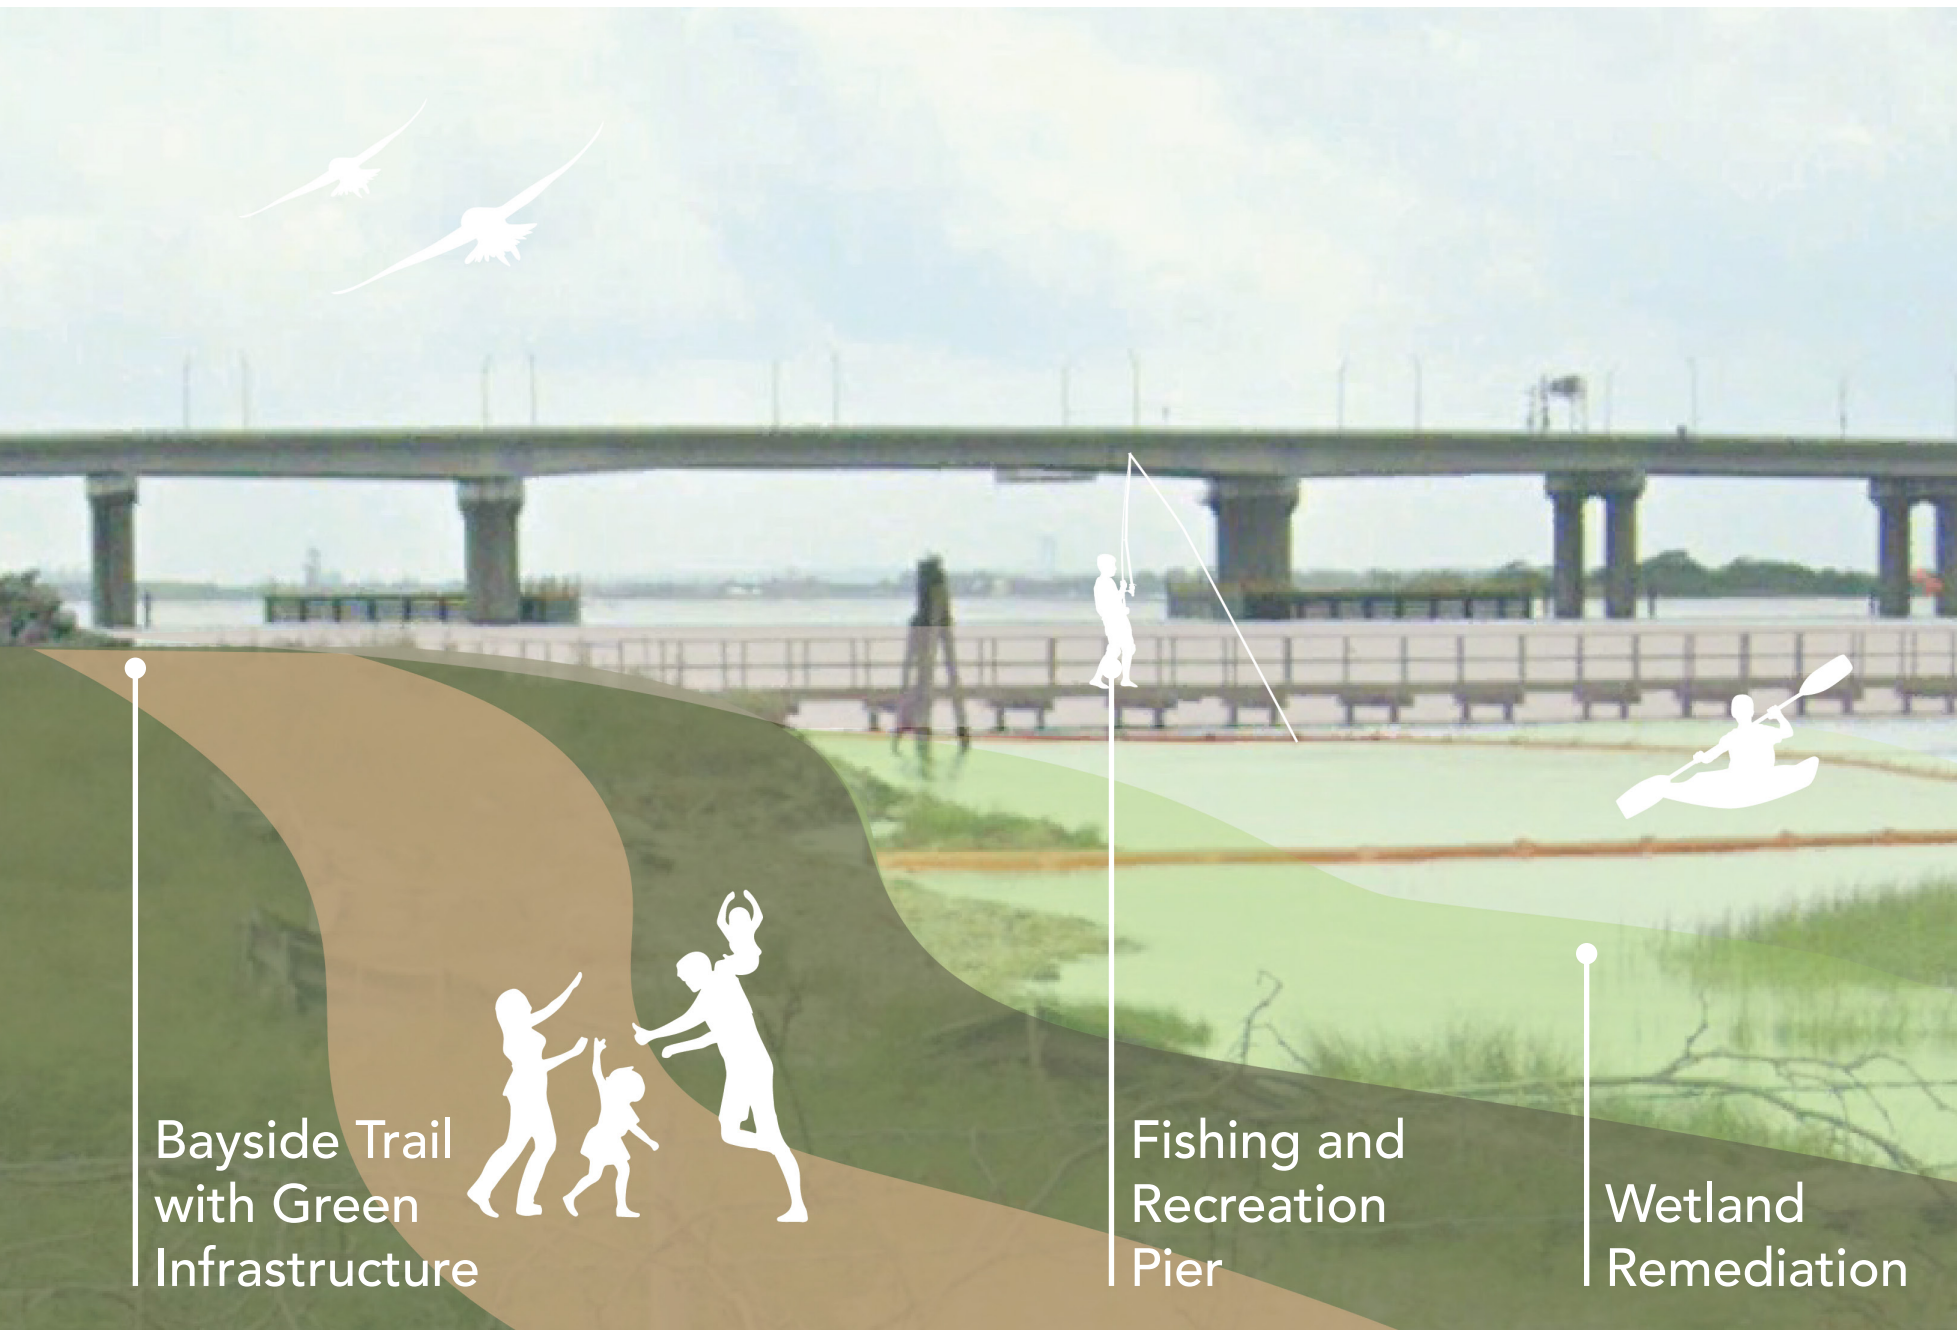 Bayside Trail
with Green
Infrastructure
Fishing and
Recreation
Pier
Wetland
Remediation